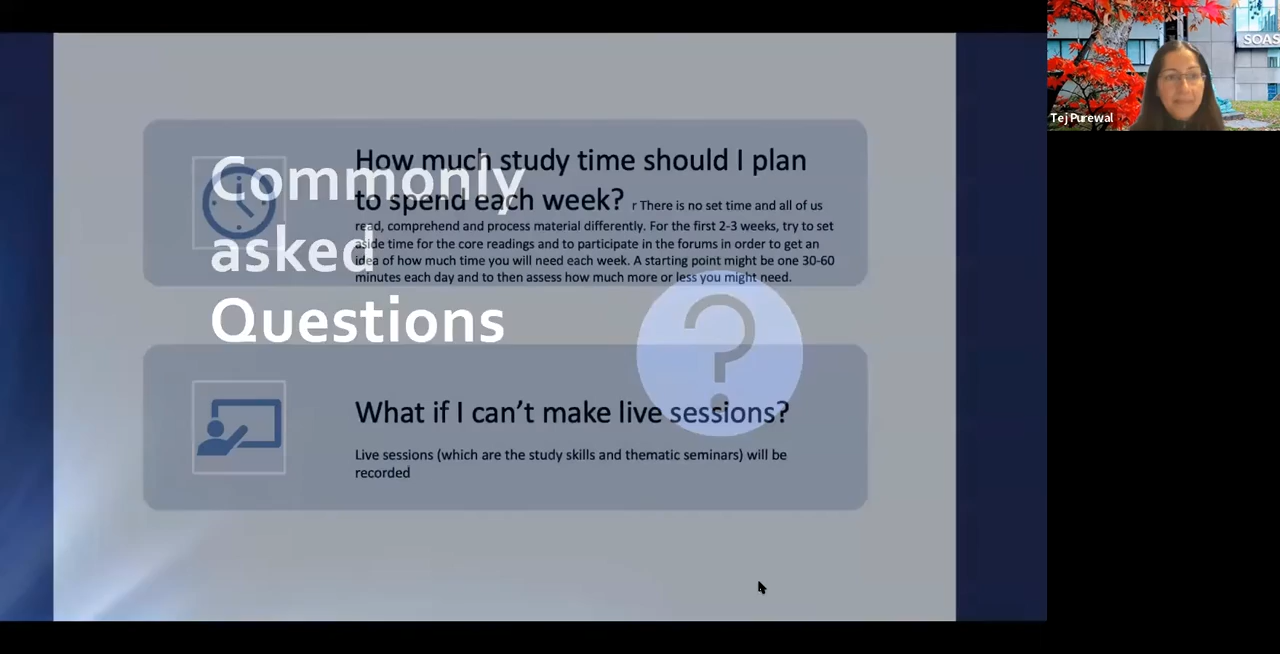 Commonly
asked
Questions
How much study time should I plan
to spend each week? r There is no set time and all of us
read, comprehend and process material differently. For the first 2-3 weeks, try to set
aside time for the core readings and to participate in the forums in order to get an
idea of how much time you will need each week. A starting point might be one 30-60
minutes each day and to then assess how much more or less you might need.
What if I can’t make live sessions?
Live sessions (which are the study skills and thematic seminars) will be
recorded
SOAS
Tej Purewal